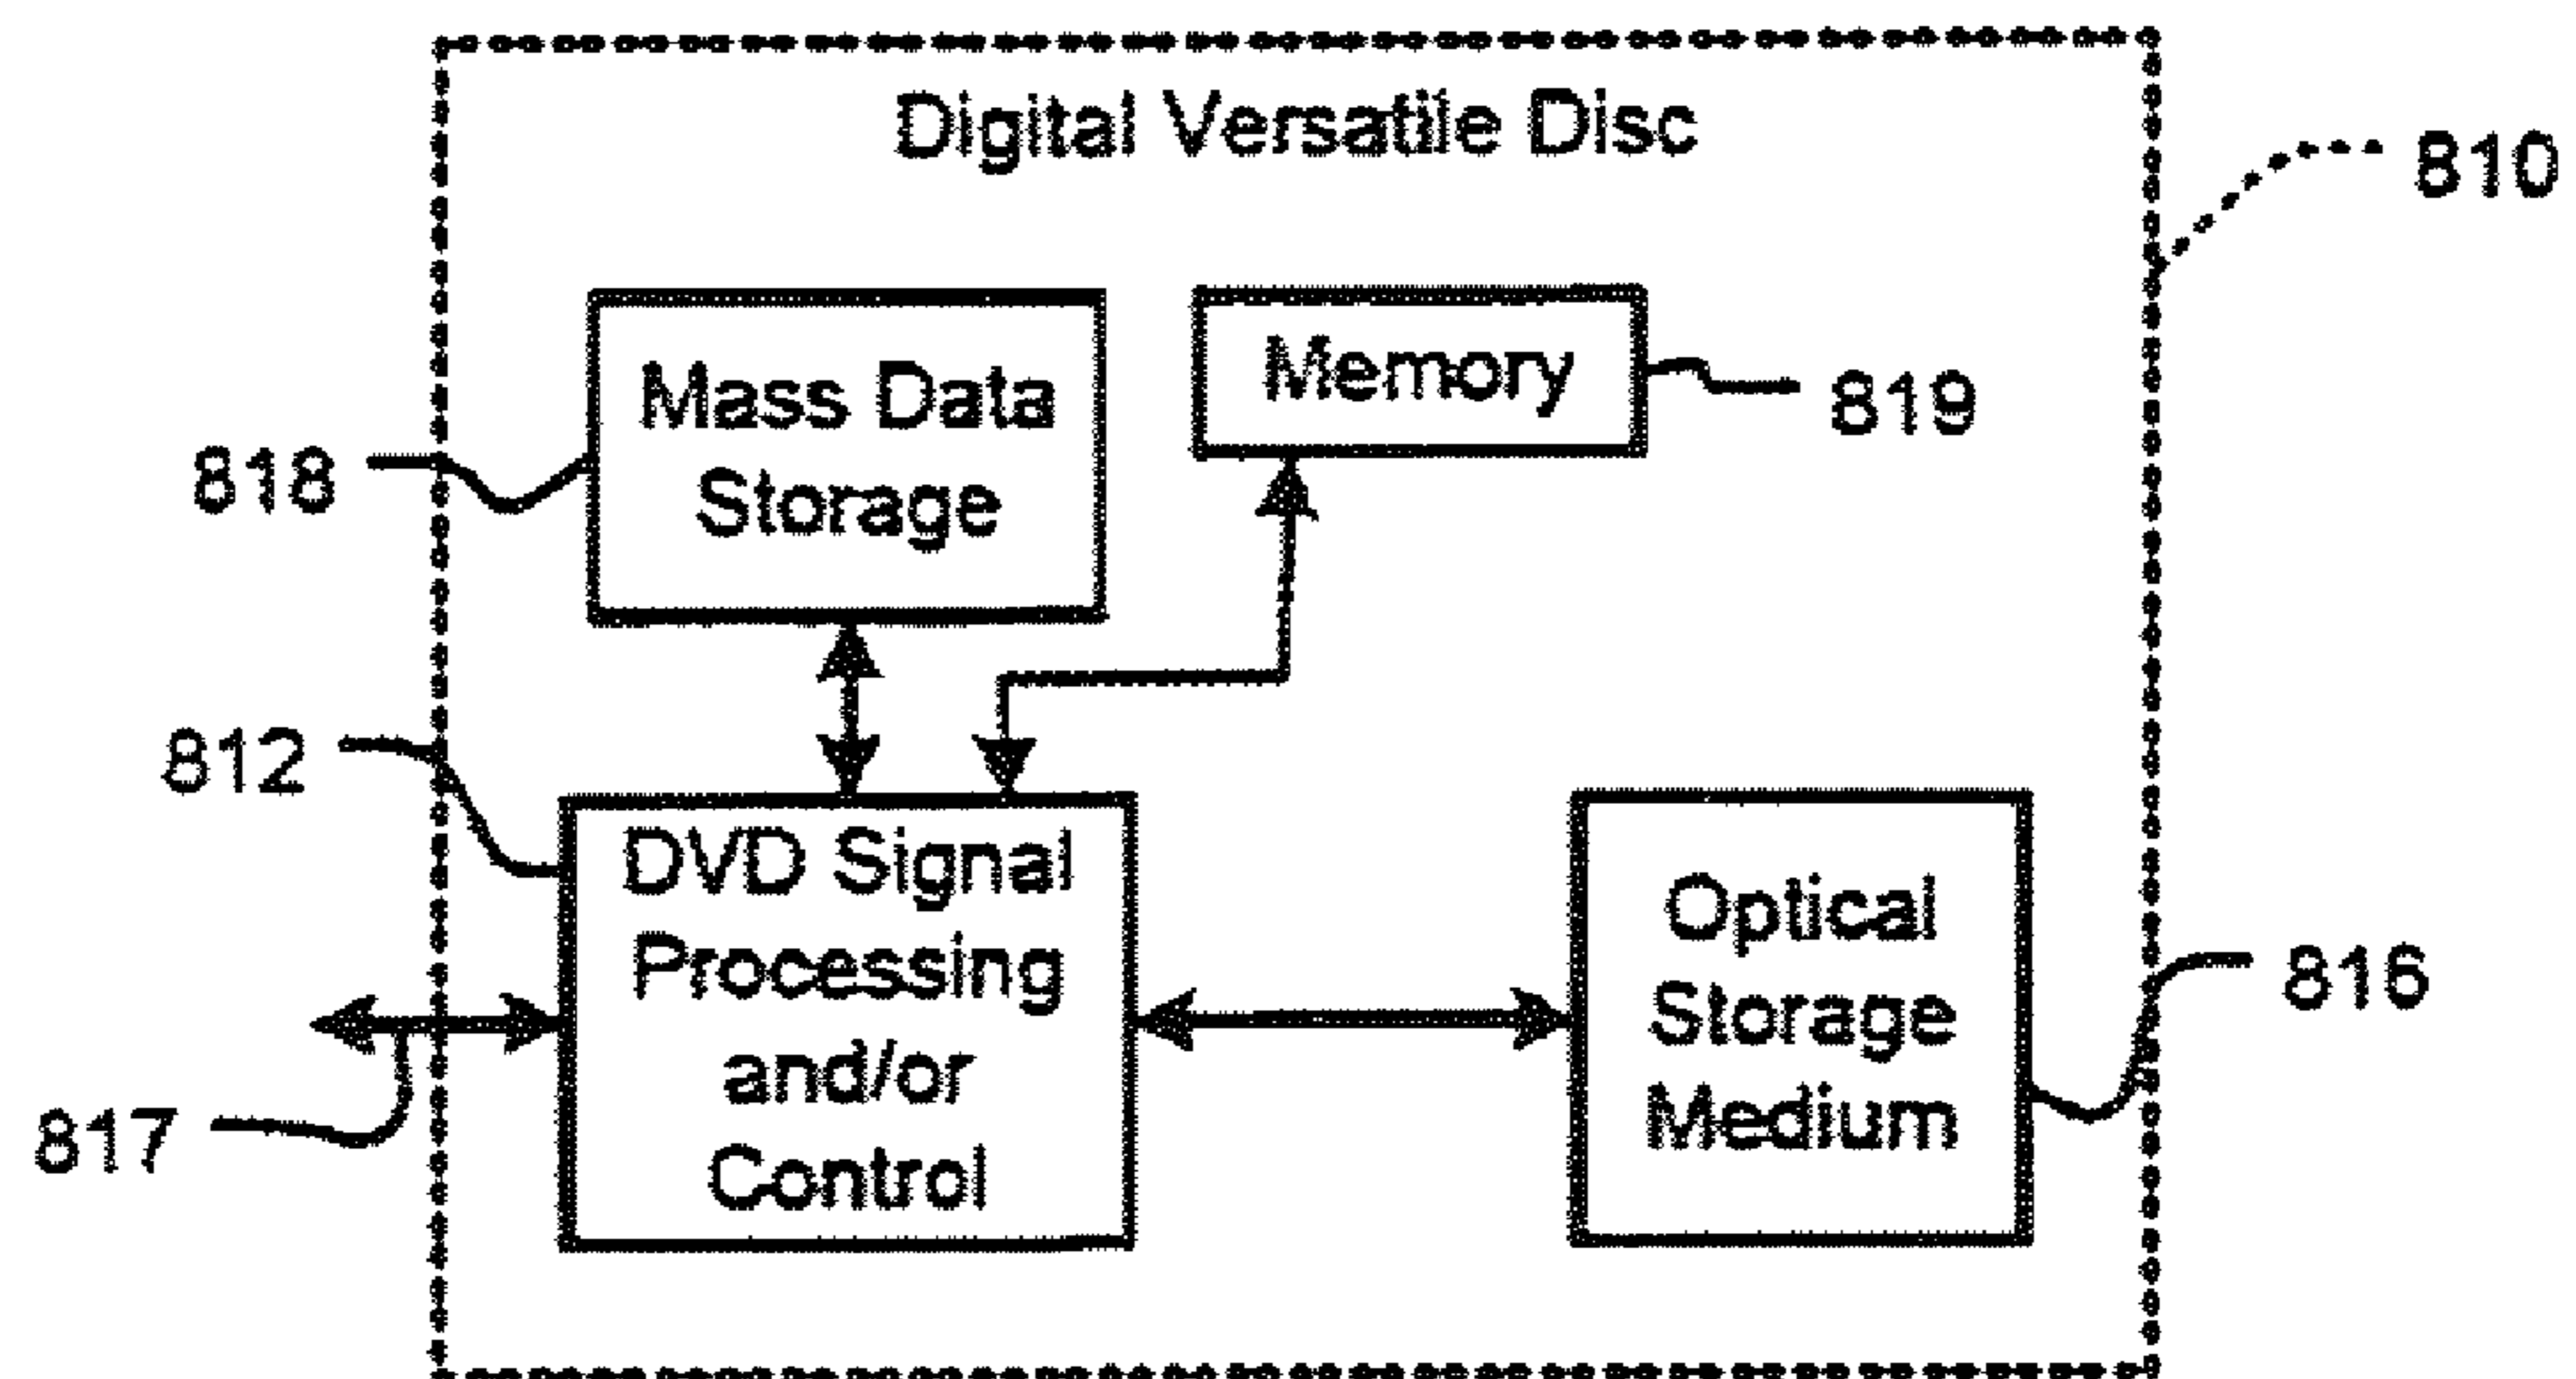 Digital Versatile Disc
810
Mass Data
Storage
818
Memory
819
812
DVD Signal
Processing
and/or
Control
817
Optical
Storage
Medium
816